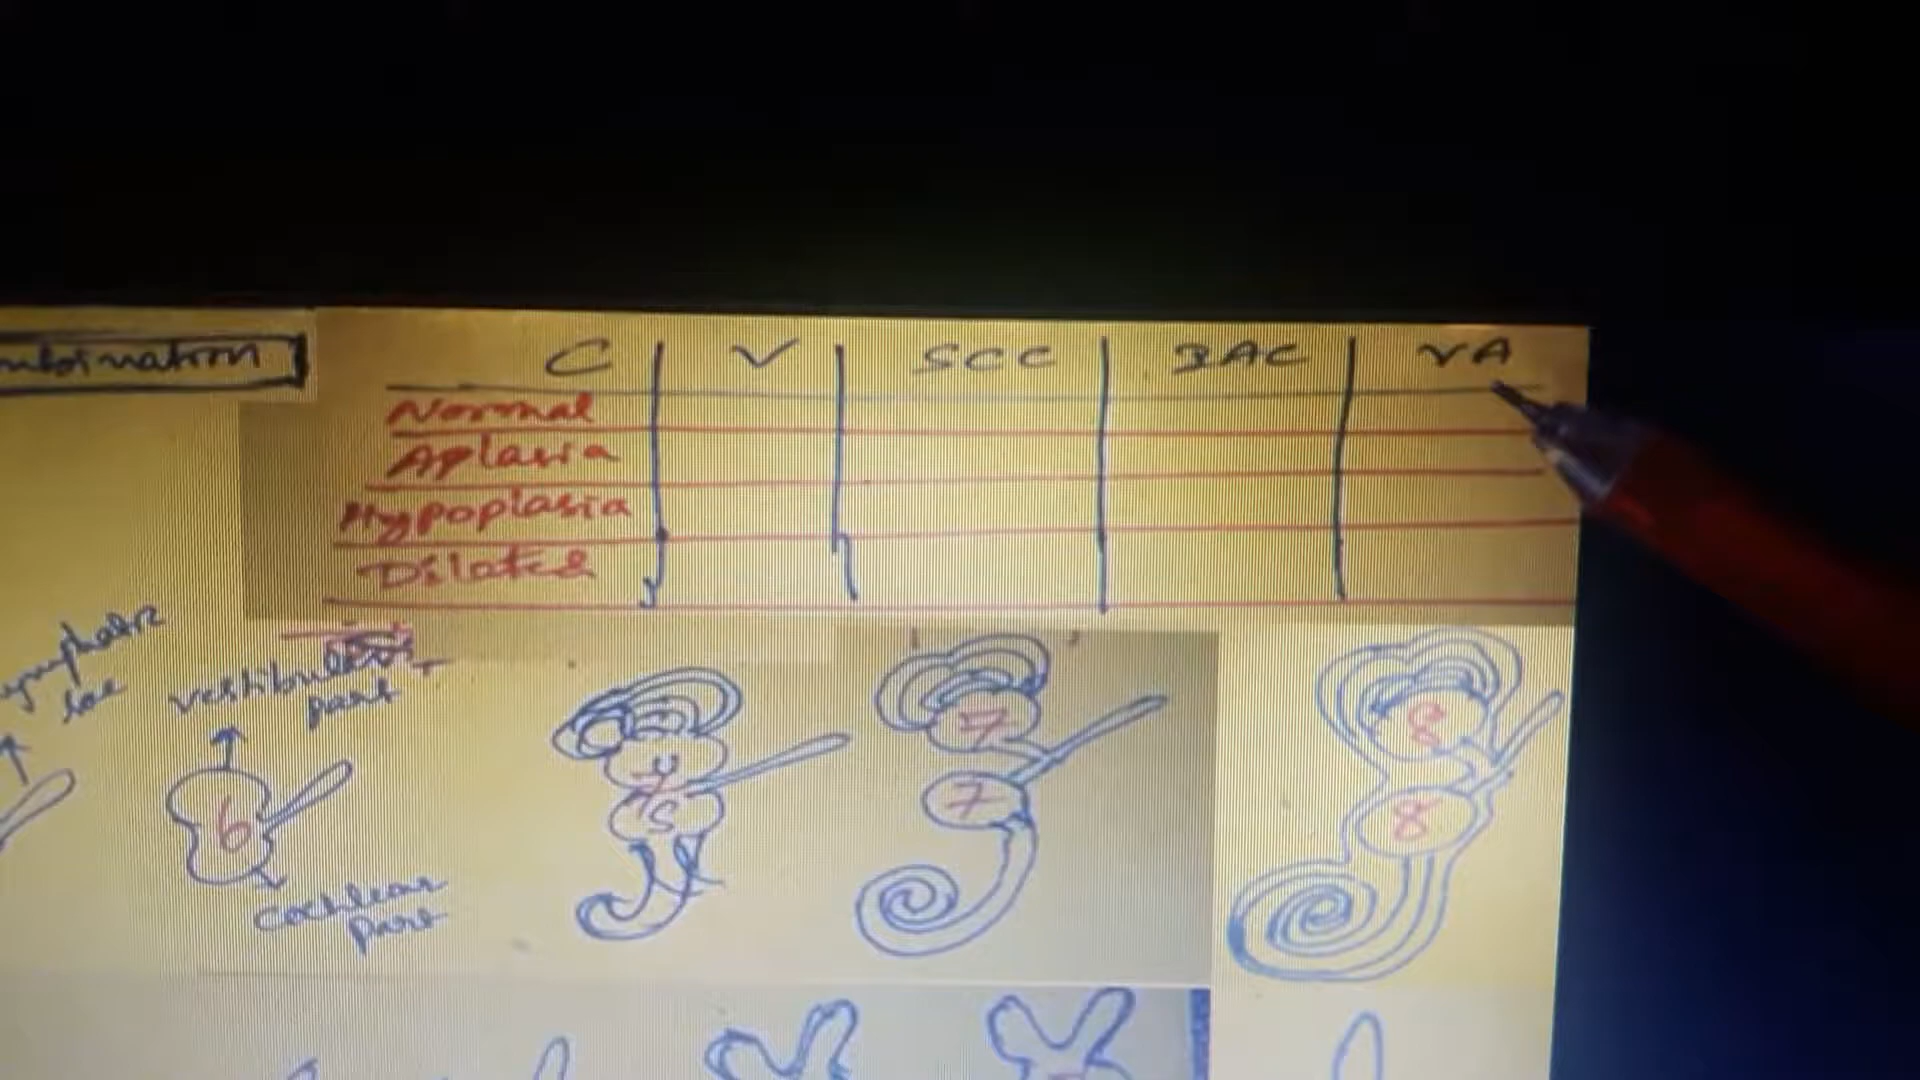 C V SCC IAC VA
Normal
Aplasia
Hypoplasia
Dilated
vestibular
part
6
U
S
7
7
8
8
cochlear
part